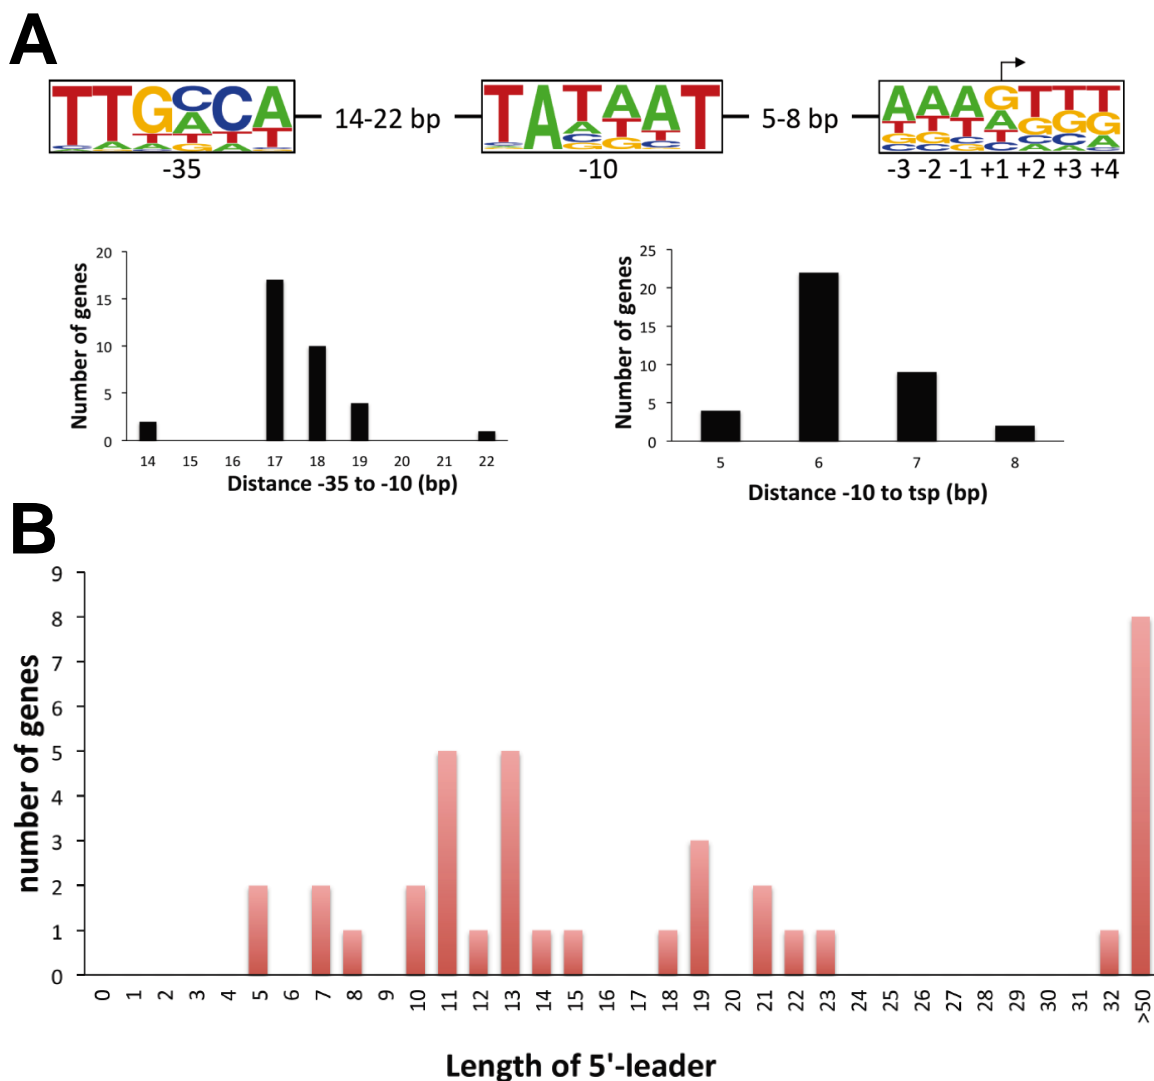 A
TTGCCA 14-22 bp TATAAT 5-8 bp AAAGTTT
-35 -10 -3 -2 -1 +1 +2 +3 +4
Number of genes
20
15
10
5
0
14 15 16 17 18 19 20 21 22
Distance -35 to -10 (bp)
Number of genes
25
20
15
10
5
0
5 6 7 8
Distance -10 to tsp (bp)
B
number of genes
9
8
7
6
5
4
3
2
1
0
0 1 2 3 4 5 6 7 8 9 10 11 12 13 14 15 16 17 18 19 20 21 22 23 24 25 26 27 28 29 30 31 32 >50
Length of 5'-leader